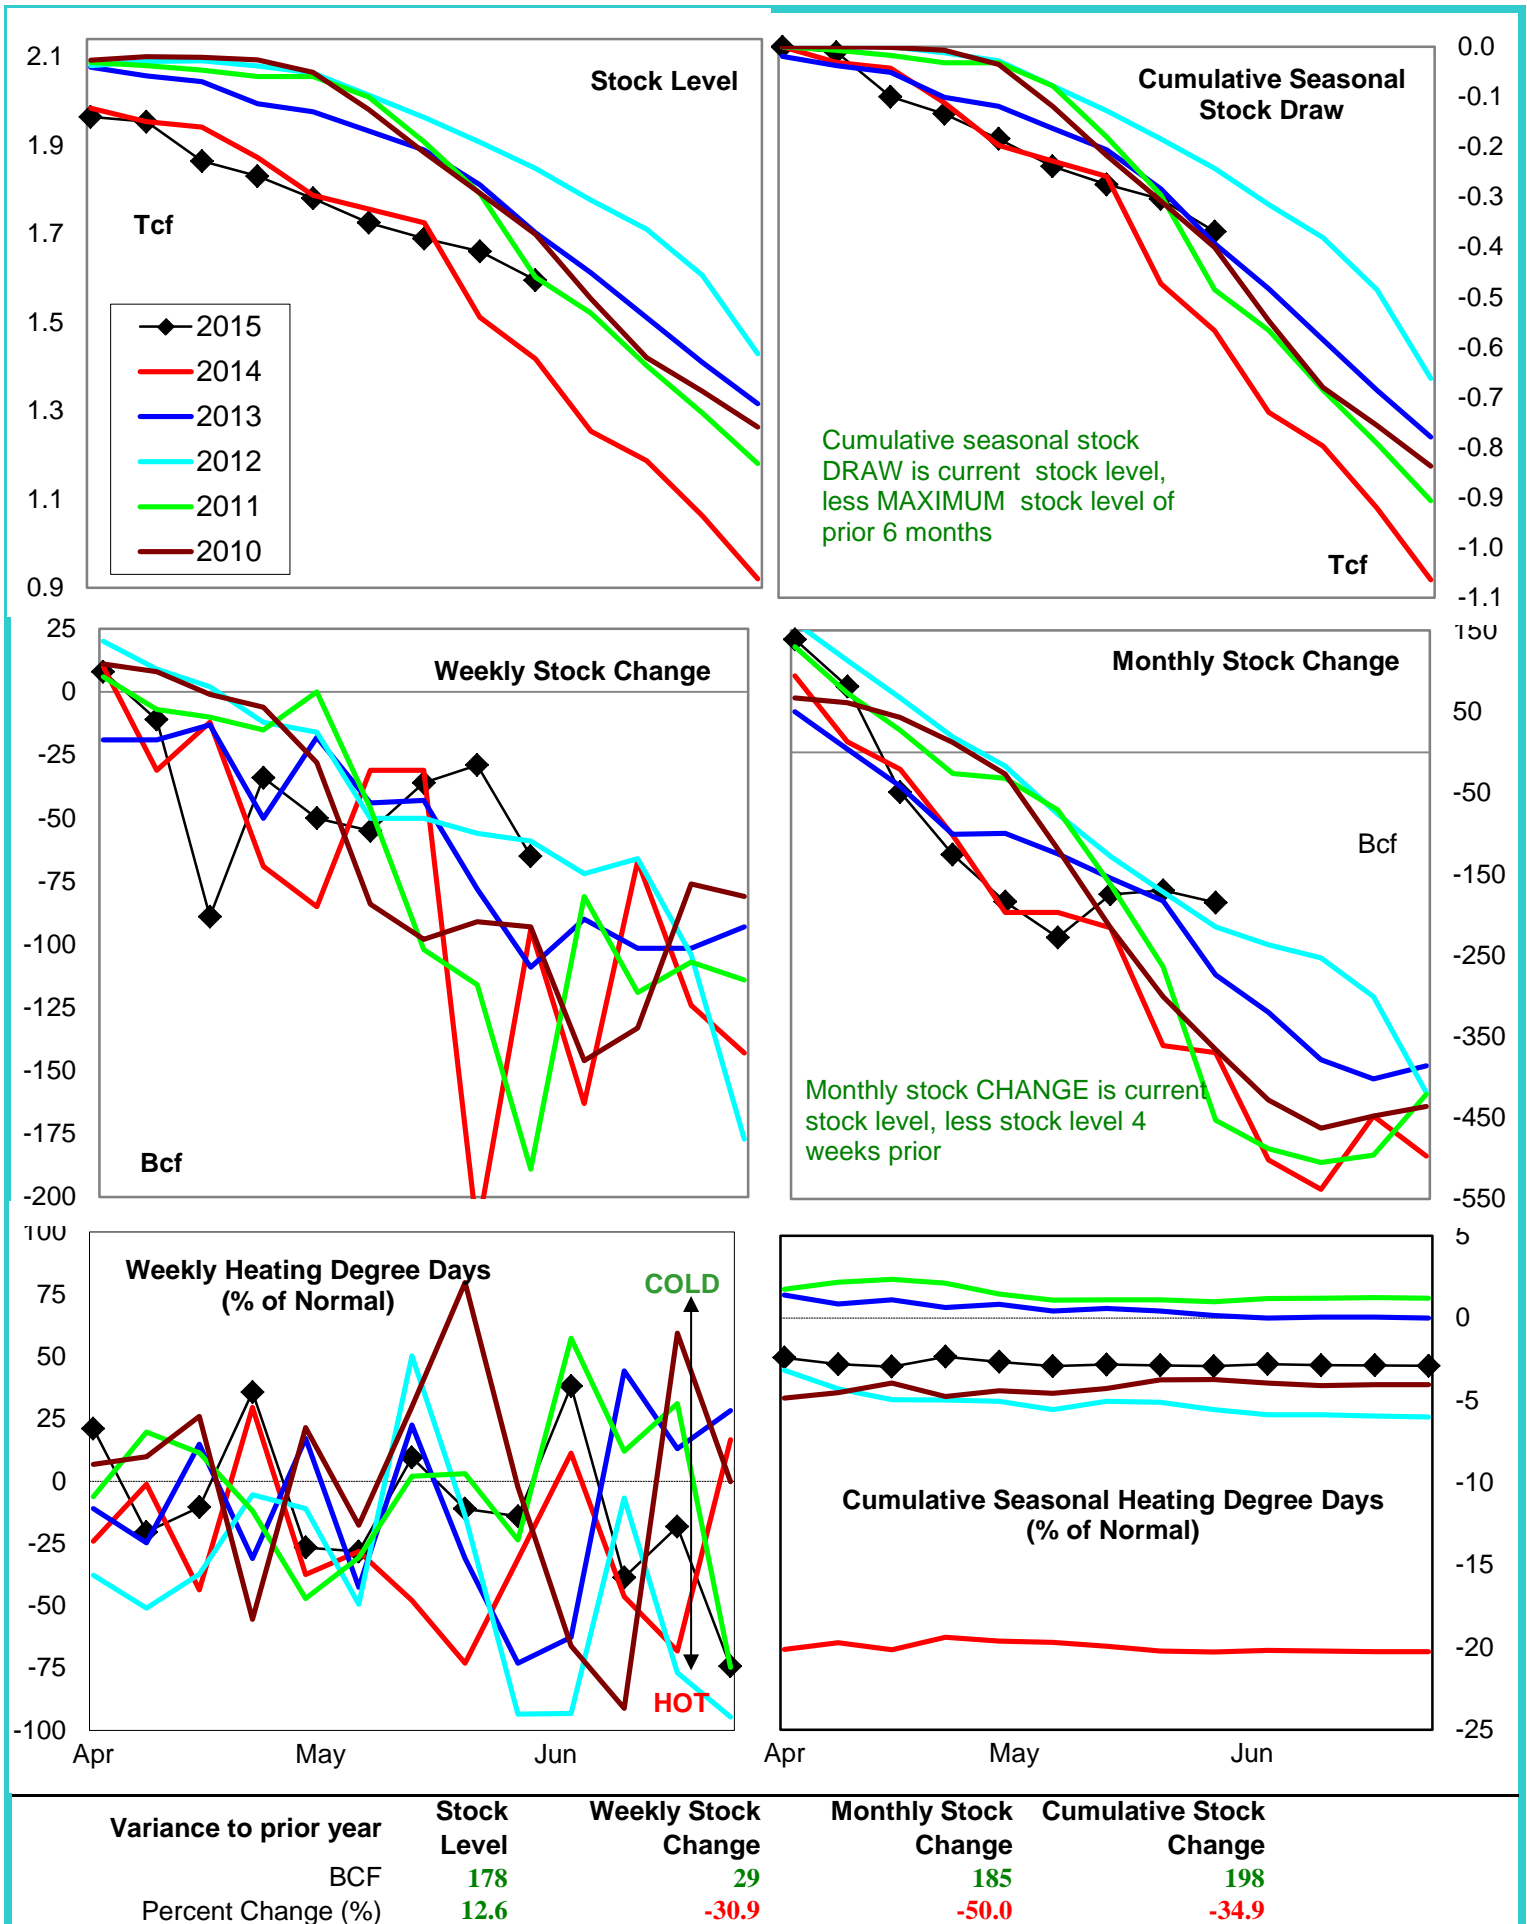 Stock Level
2.1
1.9
1.7
1.5
1.3
1.1
0.9
Tcf
2015
2014
2013
2012
2011
2010
Cumulative Seasonal
Stock Draw
0.0
-0.1
-0.2
-0.3
-0.4
-0.5
-0.6
-0.7
-0.8
-0.9
-1.0
-1.1
Cumulative seasonal stock
DRAW is current stock level,
less MAXIMUM stock level of
prior 6 months
Tcf
Weekly Stock Change
25
0
-25
-50
-75
-100
-125
-150
-175
-200
Bcf
Monthly Stock Change
150
50
-50
-150
-250
-350
-450
-550
Bcf
Monthly stock CHANGE is current
stock level, less stock level 4
weeks prior
Weekly Heating Degree Days
(% of Normal)
100
75
50
25
0
-25
-50
-75
-100
COLD
HOT
Apr May Jun
5
0
-5
-10
-15
-20
-25
Cumulative Seasonal Heating Degree Days
(% of Normal)
Apr May Jun
Variance to prior year
Stock
Level
Weekly Stock
Change
Monthly Stock
Change
Cumulative Stock
Change
BCF 178 29 185 198
Percent Change (%) 12.6 -30.9 -50.0 -34.9